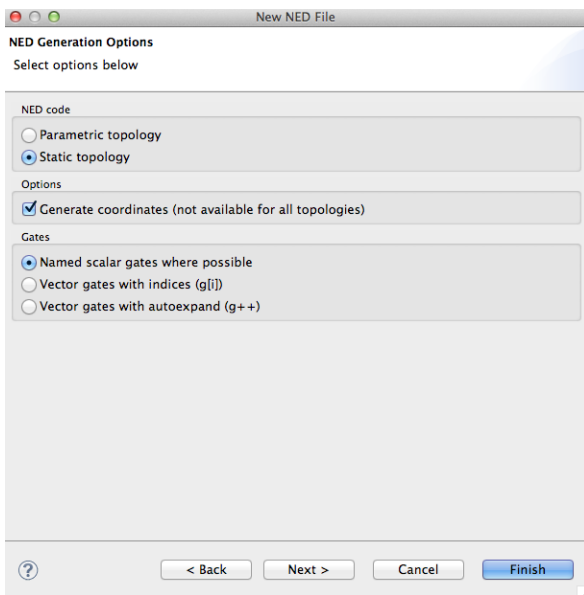 New NED File
NED Generation Options
Select options below
NED code
Parametric topology
Static topology
Options
Generate coordinates (not available for all topologies)
Gates
Named scalar gates where possible
Vector gates with indices (g[i])
Vector gates with autoexpand (g++)
?
< Back
Next >
Cancel
Finish